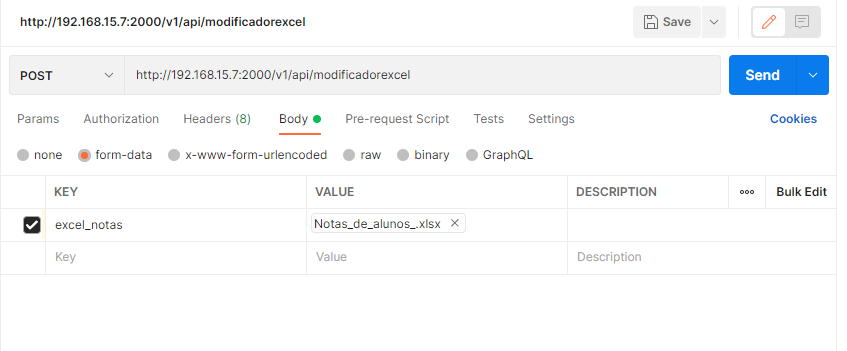 http://192.168.15.7:2000/v1/api/modificadorexcel
Save
POST http://192.168.15.7:2000/v1/api/modificadorexcel Send
Params Authorization Headers (8) Body Pre-request Script Tests Settings Cookies
none form-data x-www-form-urlencoded raw binary GraphQL
KEY VALUE DESCRIPTION ooo Bulk Edit
excel_notas Notas_de_alunos_.xlsx
Key Value Description